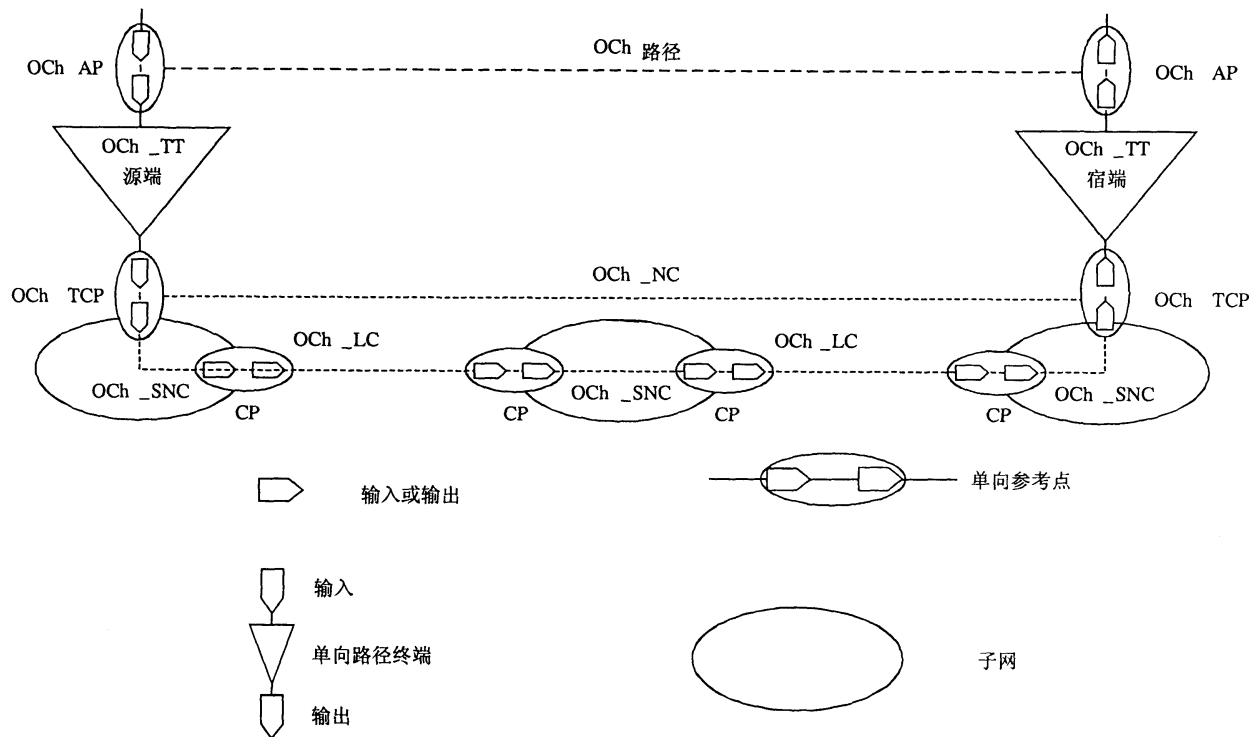 OCh 路径
OCh AP
OCh AP
OCh _TT
源端
OCh _TT
宿端
OCh _NC
OCh TCP
OCh TCP
OCh _LC
OCh _LC
OCh _SNC
OCh _SNC
OCh _SNC
CP
CP
CP
CP
输入或输出
单向参考点
输入
单向路径终端
子网
输出